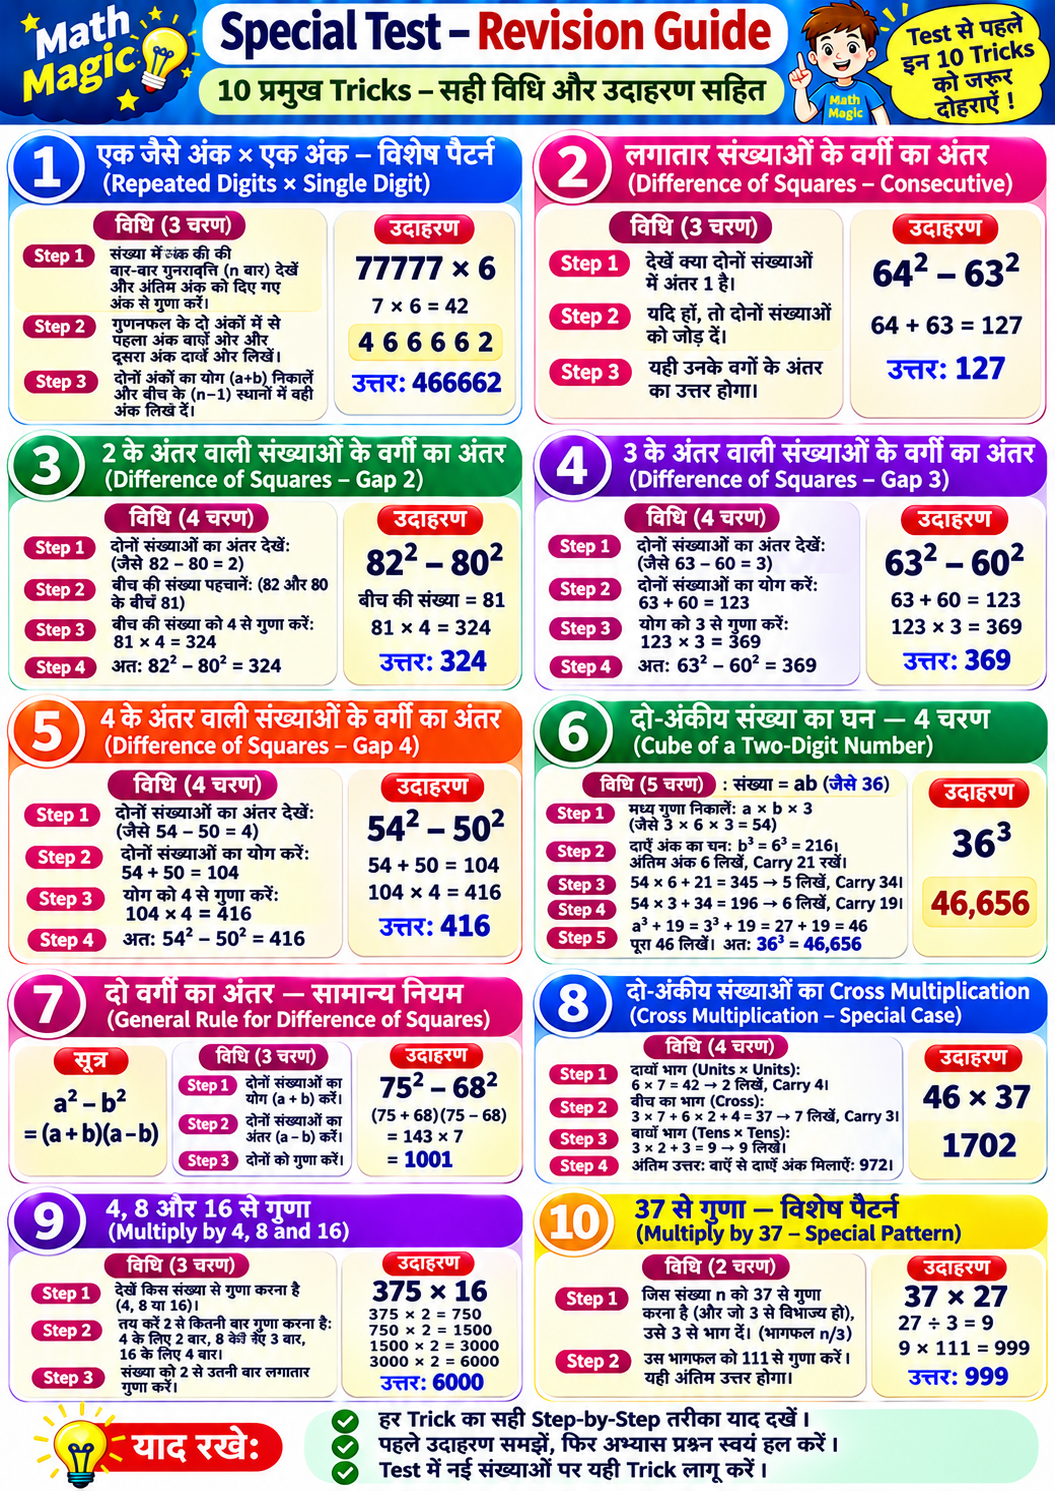 Math
Magic
Special Test – Revision Guide
10 प्रमुख Tricks – सही विधि और उदाहरण सहित
Test से पहले
इन 10 Tricks
को जरूर
दोहराएँ !
Math
Magic
1
एक जैसे अंक × एक अंक – विशेष पैटर्न
(Repeated Digits × Single Digit)
विधि (3 चरण)
Step 1
संख्या में अंक की की
वार-वार गुनरावृत्ति (n वार) देखें
और अंतिम अंक को दिए गए
अंक से गुणा करें।
Step 2
गुणनफल के दो अंकों में से
पहला अंक बाएँ ओर और
दूसरा अंक दाएँ ओर लिखें।
Step 3
दोनों अंकों का योग (a+b) निकालें
और बीच के (n−1) स्थानों में वही
अंक लिखे दें।
उदाहरण
77777 × 6
7 × 6 = 42
4 6 6 6 6 2
उत्तर: 466662
2
लगातार संख्याओं के वर्गी का अंतर
(Difference of Squares – Consecutive)
विधि (3 चरण)
Step 1
देखें क्या दोनों संख्याओं
में अंतर 1 है।
Step 2
यदि हों, तो दोनों संख्याओं
को जोड़ दें।
Step 3
यही उनके वगों के अंतर
का उत्तर होगा।
उदाहरण
64² – 63²
64 + 63 = 127
उत्तर: 127
3
2 के अंतर वाली संख्याओं के वर्गी का अंतर
(Difference of Squares – Gap 2)
विधि (4 चरण)
Step 1
दोनों संख्याओं का अंतर देखें:
(जैसे 82 – 80 = 2)
Step 2
बीच की संख्या पहचानें: (82 और 80
के बीच 81)
Step 3
बीच की संख्या को 4 से गुणा करें:
81 × 4 = 324
Step 4
अत: 82² – 80² = 324
उदाहरण
82² – 80²
बीच की संख्या = 81
81 × 4 = 324
उत्तर: 324
4
3 के अंतर वाली संख्याओं के वर्गी का अंतर
(Difference of Squares – Gap 3)
विधि (4 चरण)
Step 1
दोनों संख्याओं का अंतर देखें:
(जैसे 63 – 60 = 3)
Step 2
दोनों संख्याओं का योग करें:
63 + 60 = 123
Step 3
योग को 3 से गुणा करें:
123 × 3 = 369
Step 4
अत: 63² – 60² = 369
उदाहरण
63² – 60²
63 + 60 = 123
123 × 3 = 369
उत्तर: 369
5
4 के अंतर वाली संख्याओं के वर्गी का अंतर
(Difference of Squares – Gap 4)
विधि (4 चरण)
Step 1
दोनों संख्याओं का अंतर देखें:
(जैसे 54 – 50 = 4)
Step 2
दोनों संख्याओं का योग करें:
54 + 50 = 104
Step 3
योग को 4 से गुणा करें:
104 × 4 = 416
Step 4
अत: 54² – 50² = 416
उदाहरण
54² – 50²
54 + 50 = 104
104 × 4 = 416
उत्तर: 416
6
दो-अंकीय संख्या का घन — 4 चरण
(Cube of a Two-Digit Number)
विधि (5 चरण) : संख्या = ab (जैसे 36)
Step 1
मध्य गुणा निकालें: a × b × 3
(जैसे 3 × 6 × 3 = 54)
Step 2
दाएँ अंक का घन: b³ = 6³ = 216।
अंतिम अंक 6 लिखें, Carry 21 रखें।
Step 3
54 × 6 + 21 = 345 → 5 लिखें, Carry 34।
Step 4
54 × 3 + 34 = 196 → 6 लिखें, Carry 19।
Step 5
a³ + 19 = 3³ + 19 = 27 + 19 = 46
पूरा 46 लिखें। अत: 36³ = 46,656
उदाहरण
36³
46,656
7
दो वर्गी का अंतर — सामान्य नियम
(General Rule for Difference of Squares)
सूत्र
a² – b²
= (a + b)(a – b)
विधि (3 चरण)
Step 1
दोनों संख्याओं का
योग (a + b) करें।
Step 2
दोनों संख्याओं का
अंतर (a – b) करें।
Step 3
दोनों को गुणा करें।
उदाहरण
75² – 68²
(75 + 68)(75 – 68)
= 143 × 7
= 1001
8
दो-अंकीय संख्याओं का Cross Multiplication
(Cross Multiplication – Special Case)
विधि (4 चरण)
Step 1
दायाँ भाग (Units × Units):
6 × 7 = 42 → 2 लिखें, Carry 4।
Step 2
बीच का भाग (Cross):
3 × 7 + 6 × 2 + 4 = 37 → 7 लिखें, Carry 3।
Step 3
बायाँ भाग (Tens × Tens):
3 × 2 + 3 = 9 → 9 लिखें।
Step 4
अंतिम उत्तर: बाएँ से दाएँ अंक मिलाएँ: 972।
उदाहरण
46 × 37
1702
9
4, 8 और 16 से गुणा
(Multiply by 4, 8 and 16)
विधि (3 चरण)
Step 1
देखें किस संख्या से गुणा करना है
(4, 8 या 16)।
Step 2
तय करें 2 से कितनी वार गुणा करना है:
4 के लिए 2 वार, 8 3 वार,
16 के लिए 4 वार।
Step 3
संख्या को 2 से उतनी वार लगातार
गुणा करें।
उदाहरण
375 × 16
375 × 2 = 750
750 × 2 = 1500
1500 × 2 = 3000
3000 × 2 = 6000
उत्तर: 6000
10
37 से गुणा — विशेष पैटर्न
(Multiply by 37 – Special Pattern)
विधि (2 चरण)
Step 1
जिस संख्या n को 37 से गुणा
करना है (और जो 3 से विभाज्य हो),
उसे 3 से भाग दें। (भागफल n/3)
Step 2
उस भागफल को 111 से गुणा करें।
यही अंतिम उत्तर होगा।
उदाहरण
37 × 27
27 ÷ 3 = 9
9 × 111 = 999
उत्तर: 999
याद रखे:
हर Trick का सही Step-by-Step तरीका याद दखें ।
पहले उदाहरण समझें, फिर अभ्यास प्रश्न स्वयं हल करें ।
Test में नई संख्याओं पर यही Trick लागू करें ।